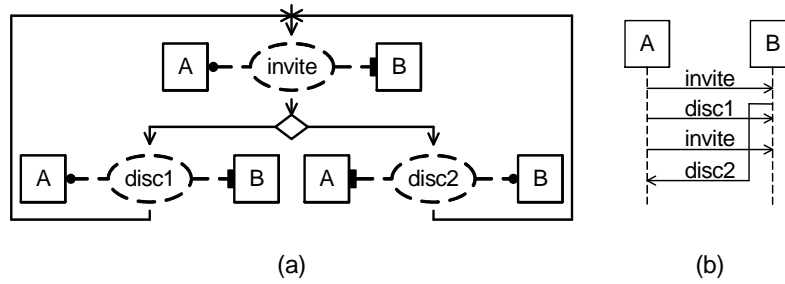 A invite B
A disc1 B A disc2 B
(a)
A B
invite
disc1
invite
disc2
(b)